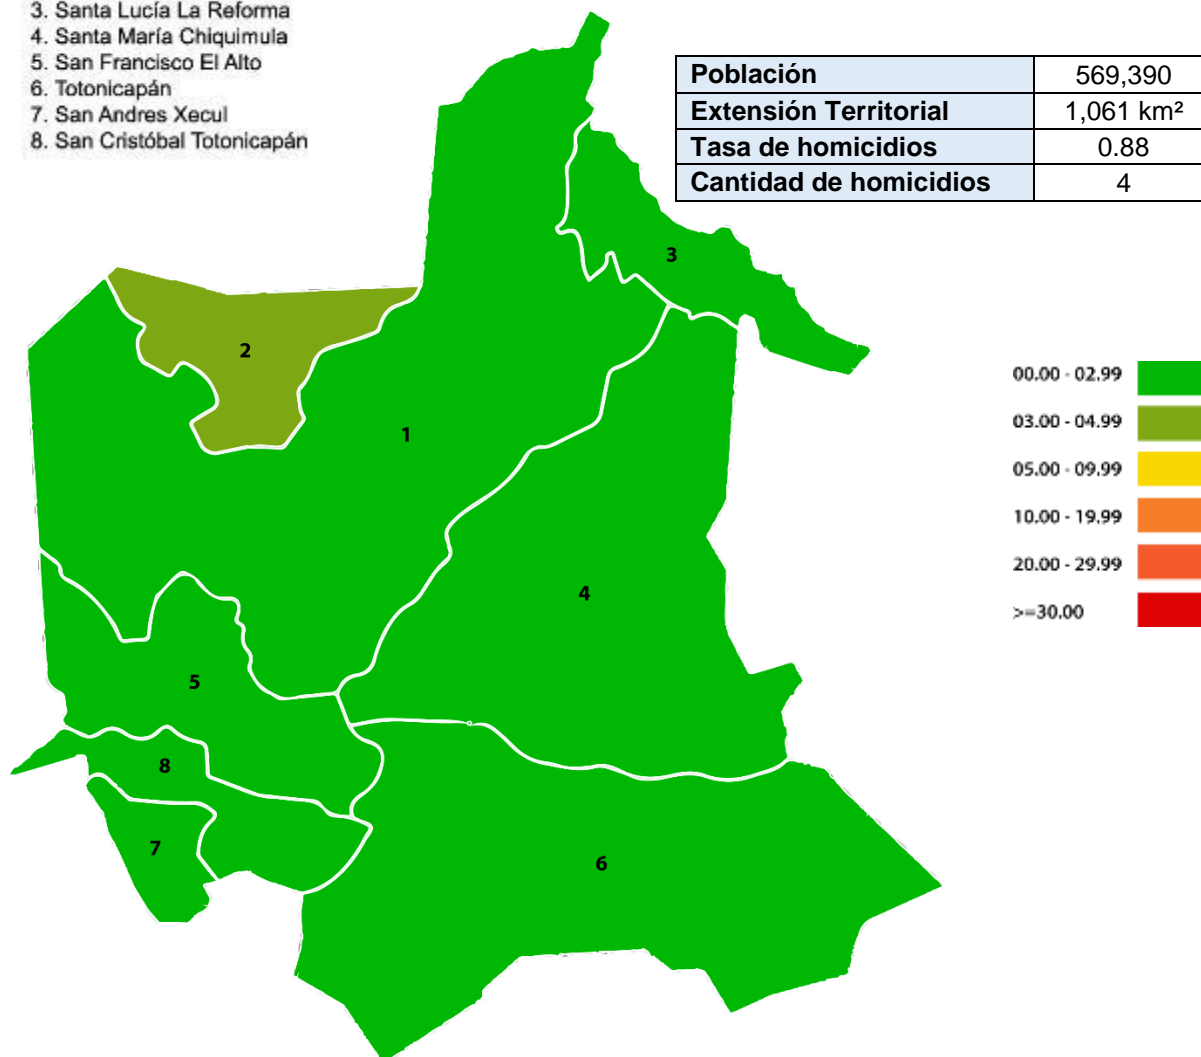 3. Santa Lucía La Reforma
4. Santa María Chiquimula
5. San Francisco El Alto
6. Totonicapán
7. San Andres Xecul
8. San Cristóbal Totonicapán
Población 569,390
Extensión Territorial 1,061 km²
Tasa de homicidios 0.88
Cantidad de homicidios 4
3
2
1
4
5
8
7
6
00.00 - 02.99
03.00 - 04.99
05.00 - 09.99
10.00 - 19.99
20.00 - 29.99
>=30.00